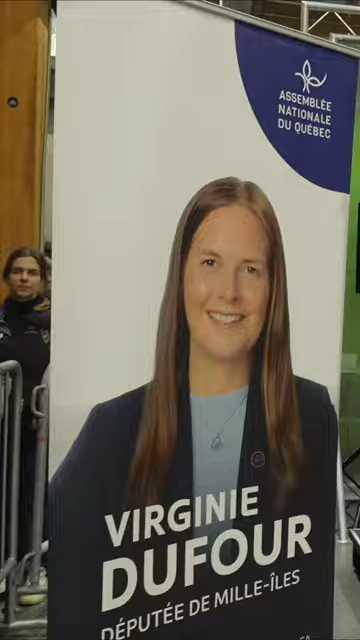 ASSEMBLÉE
NATIONALE
DU QUÉBEC
VIRGINIE
DUFOUR
DÉPUTÉE DE MILLE-ÎLES